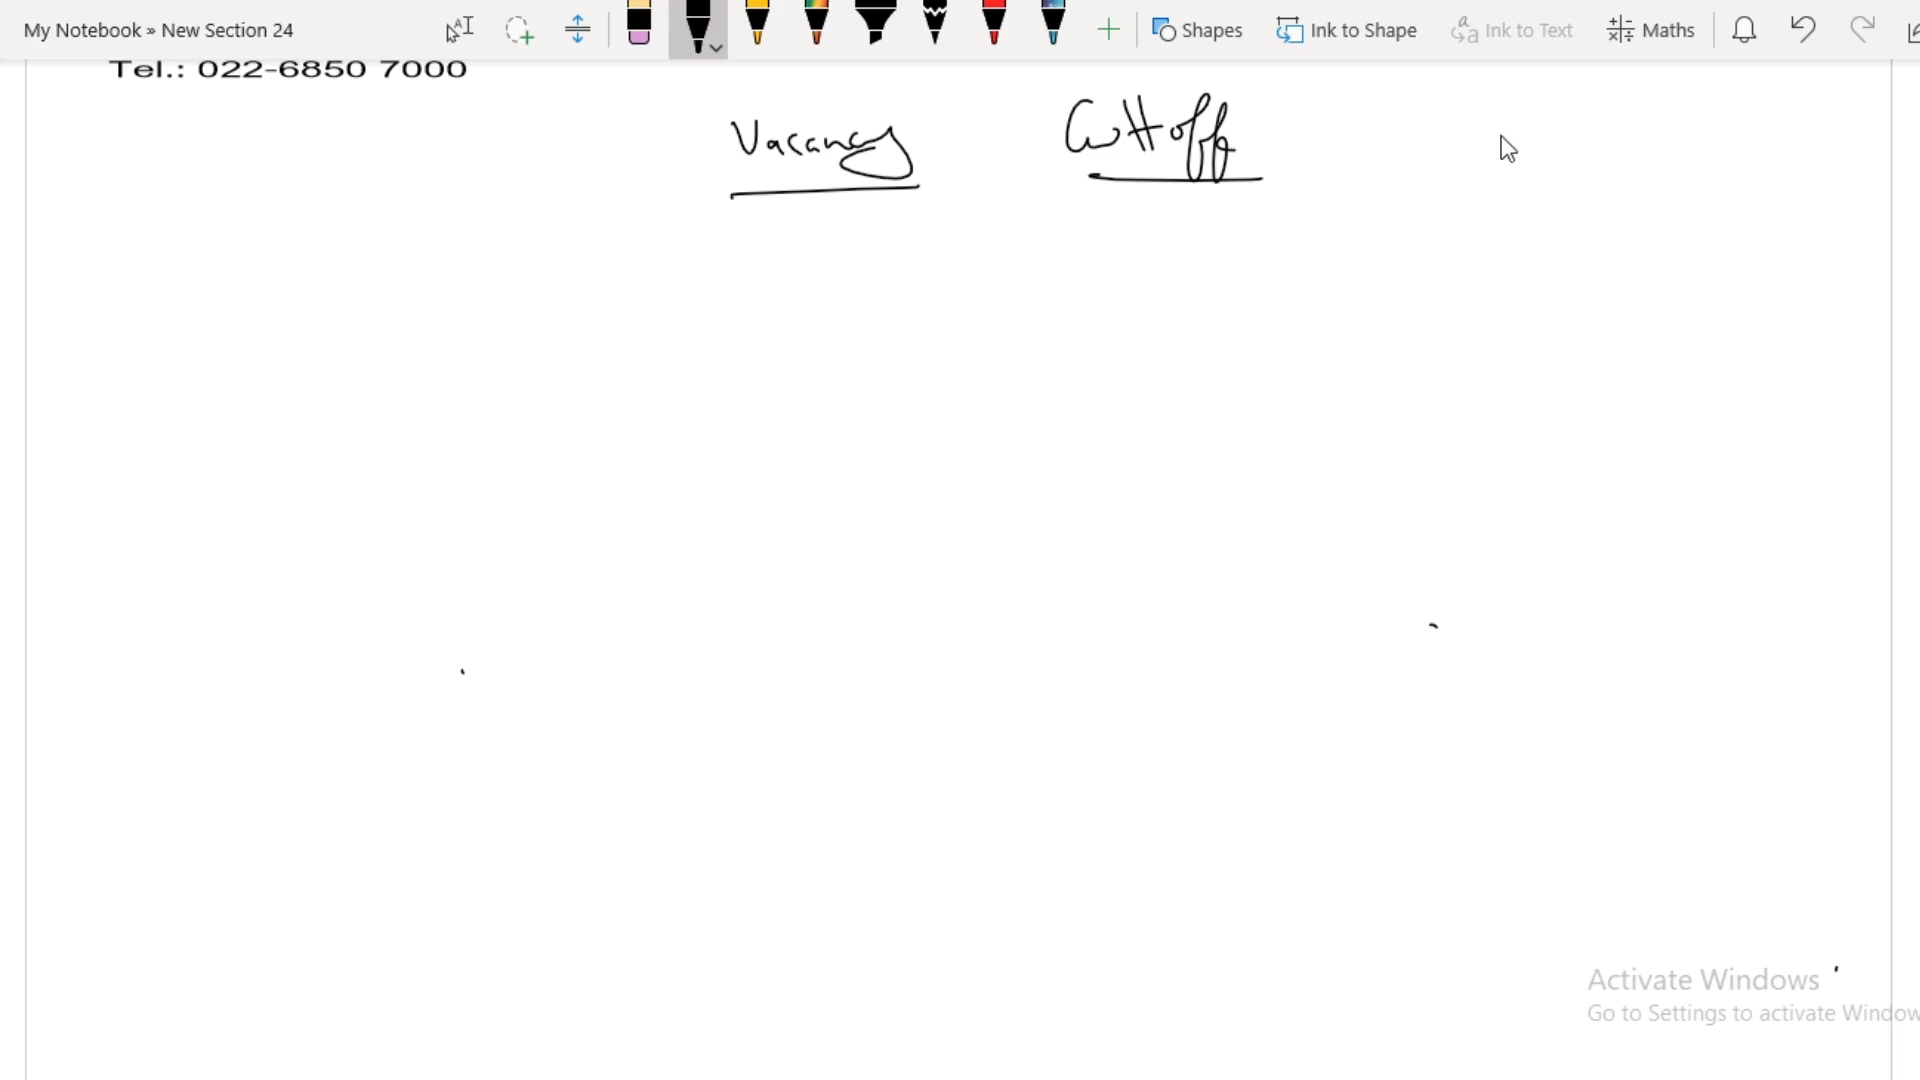 My Notebook » New Section 24
Shapes
Ink to Shape
Ink to Text
Maths
Tel.: 022-6850 7000
Vacancy Cuttoff
Activate Windows
Go to Settings to activate Window